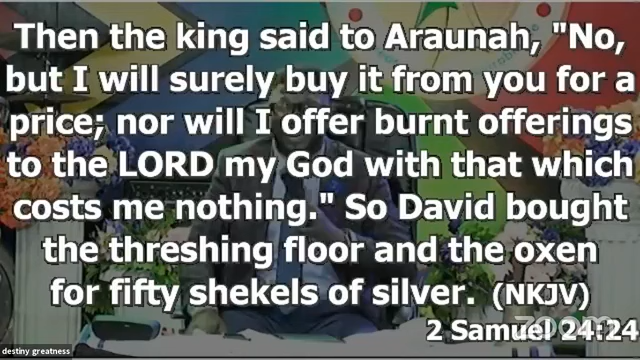 Then the king said to Araunah, "No,
but I will surely buy it from you for a
price; nor will I offer burnt offerings
to the LORD my God with that which
costs me nothing." So David bought
the threshing floor and the oxen
for fifty shekels of silver. (NKJV)
zoom
2 Samuel 24:24
destiny greatness